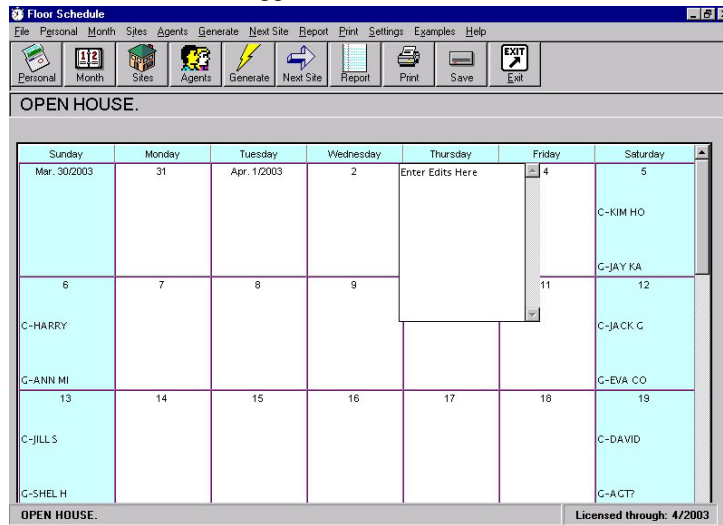 Floor Schedule
File Personal Month Sites Agents Generate Next Site Report Print Settings Examples Help
Personal Month Sites Agents Generate Next Site Report Print Save EXIT Exit
OPEN HOUSE.
Sunday Monday Tuesday Wednesday Thursday Friday Saturday
Mar. 30/2003 31 Apr. 1/2003 2 Enter Edits Here 4 5
C-KIM HO
G-JAY KA
6 7 8 9 11 12
C-HARRY C-JACK G
G-ANN MI G-EVA CO
13 14 15 16 17 18 19
C-JILL S C-DAVID
G-SHEL H G-AGT?
OPEN HOUSE. Licensed through: 4/2003